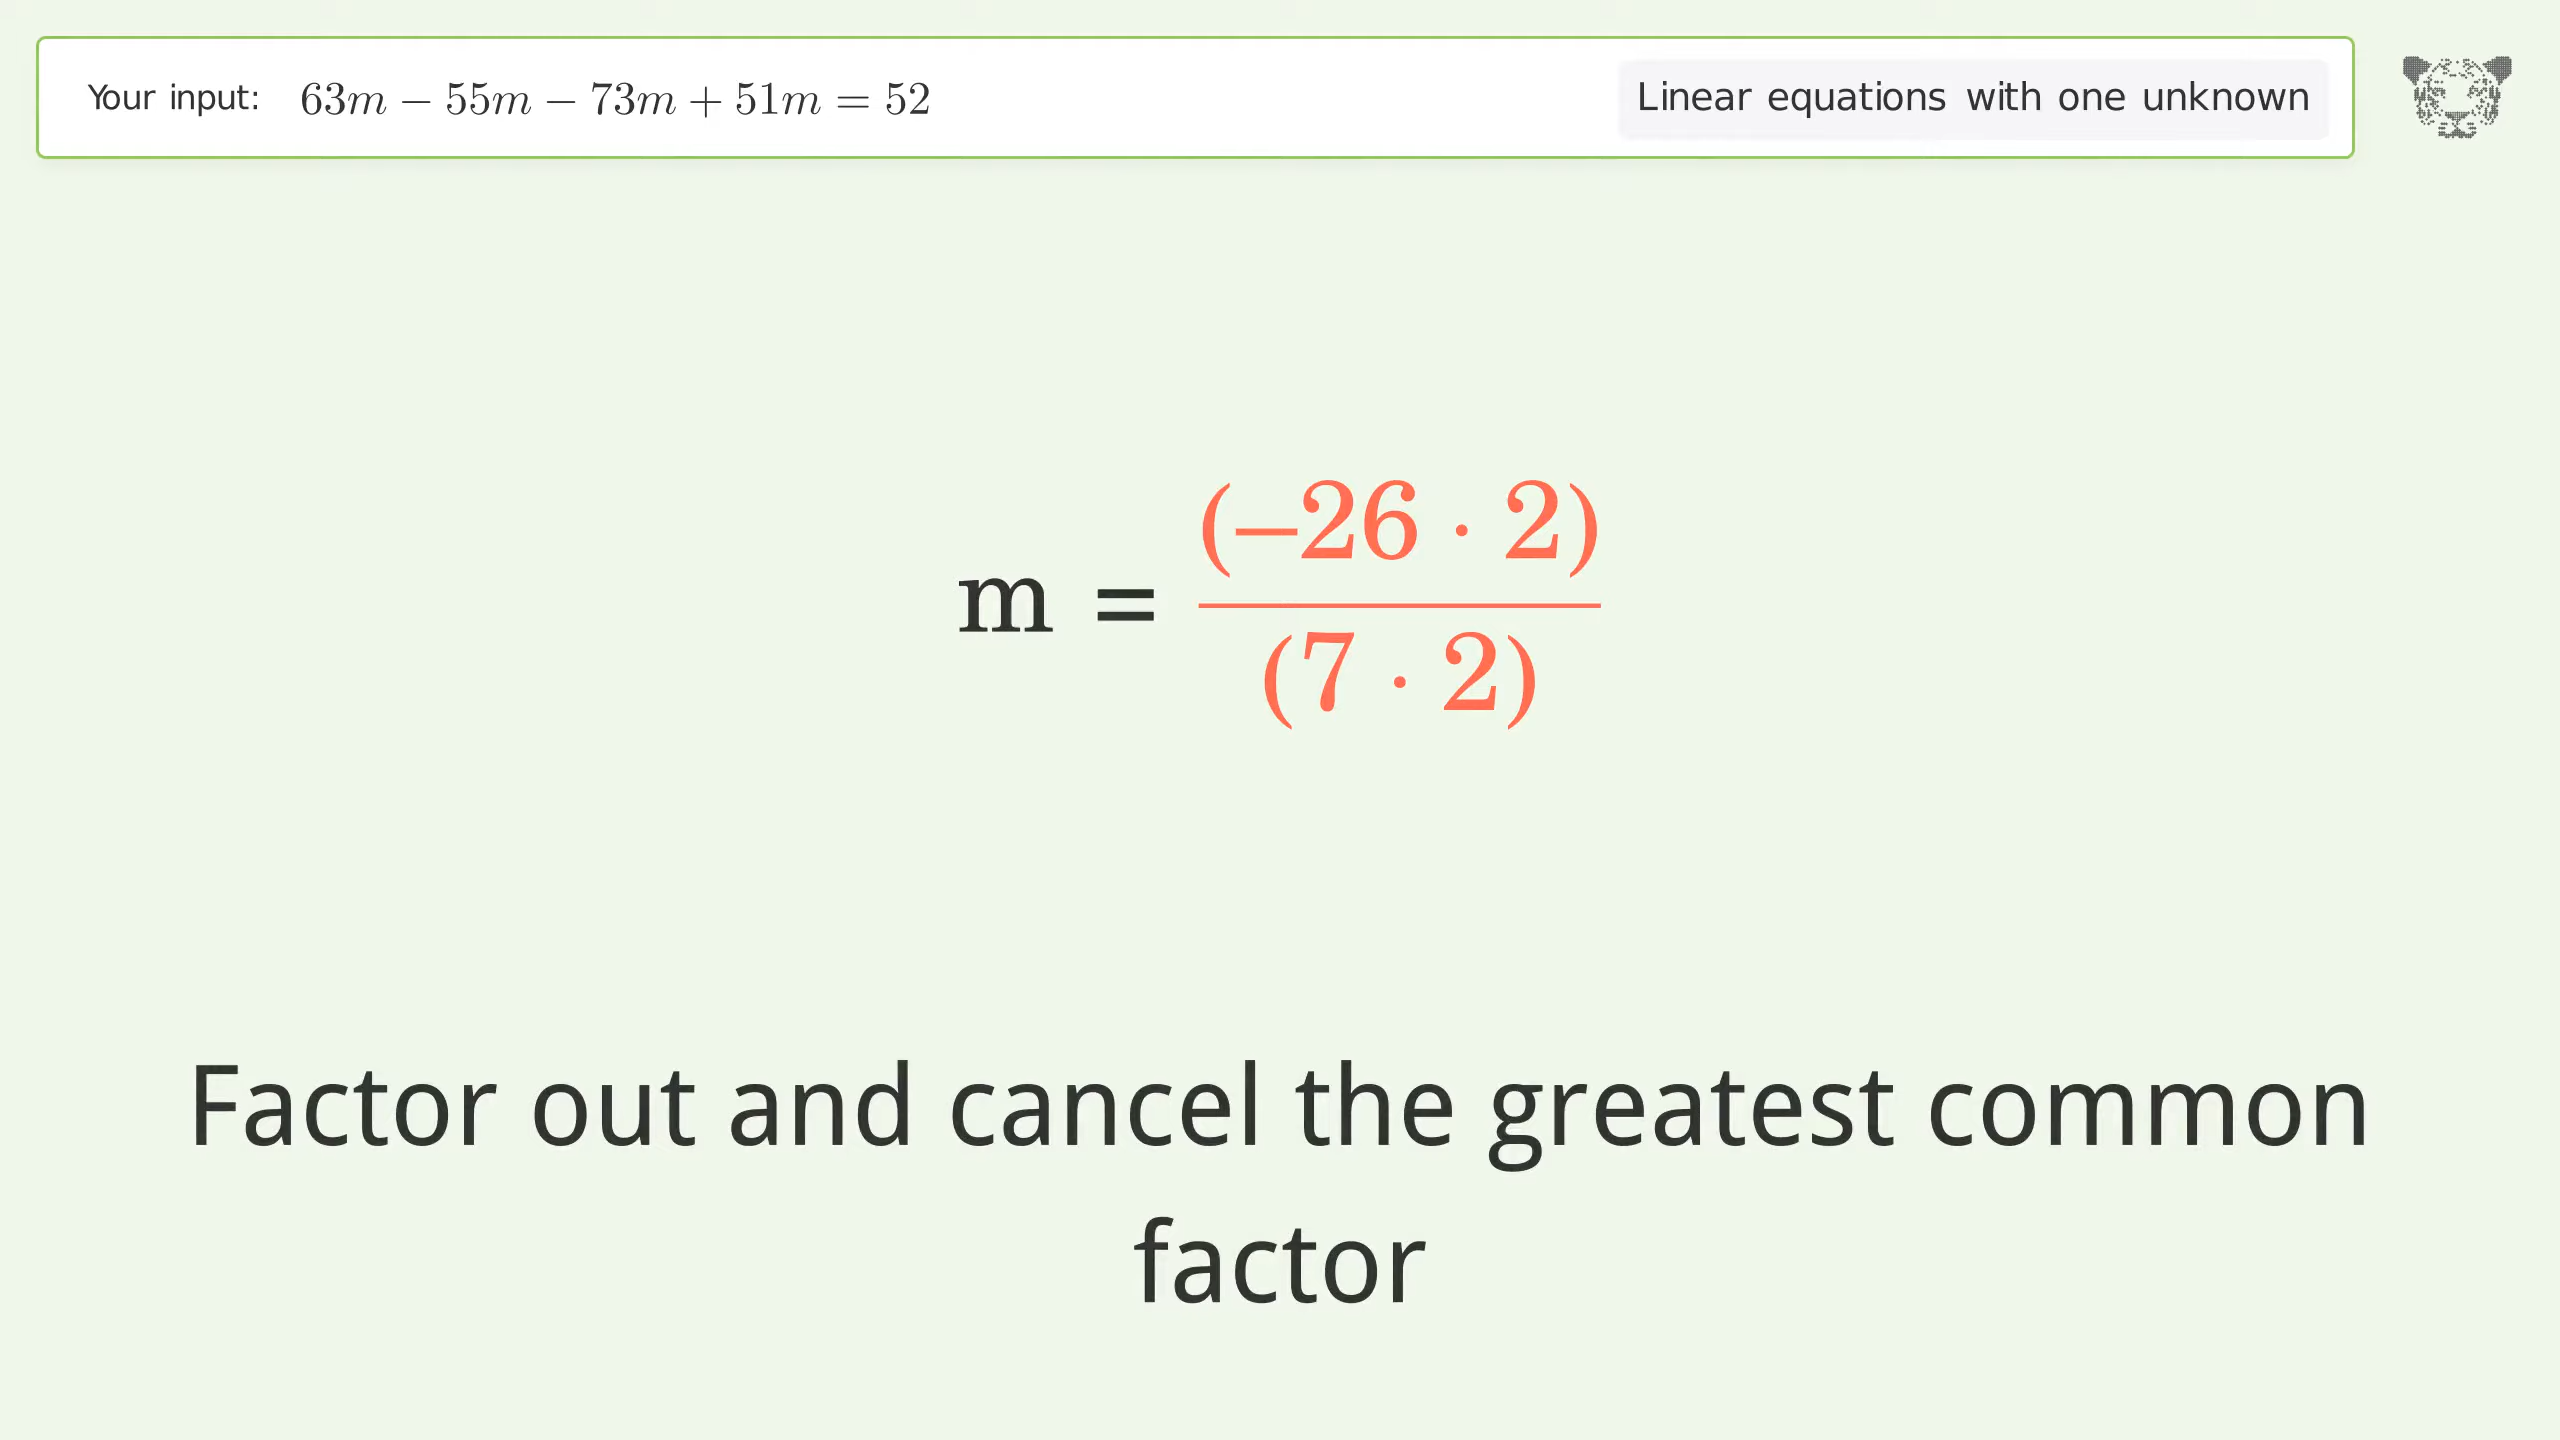 Your input: 63m − 55m − 73m + 51m = 52
Linear equations with one unknown
m = (−26 · 2) / (7 · 2)
Factor out and cancel the greatest common
factor